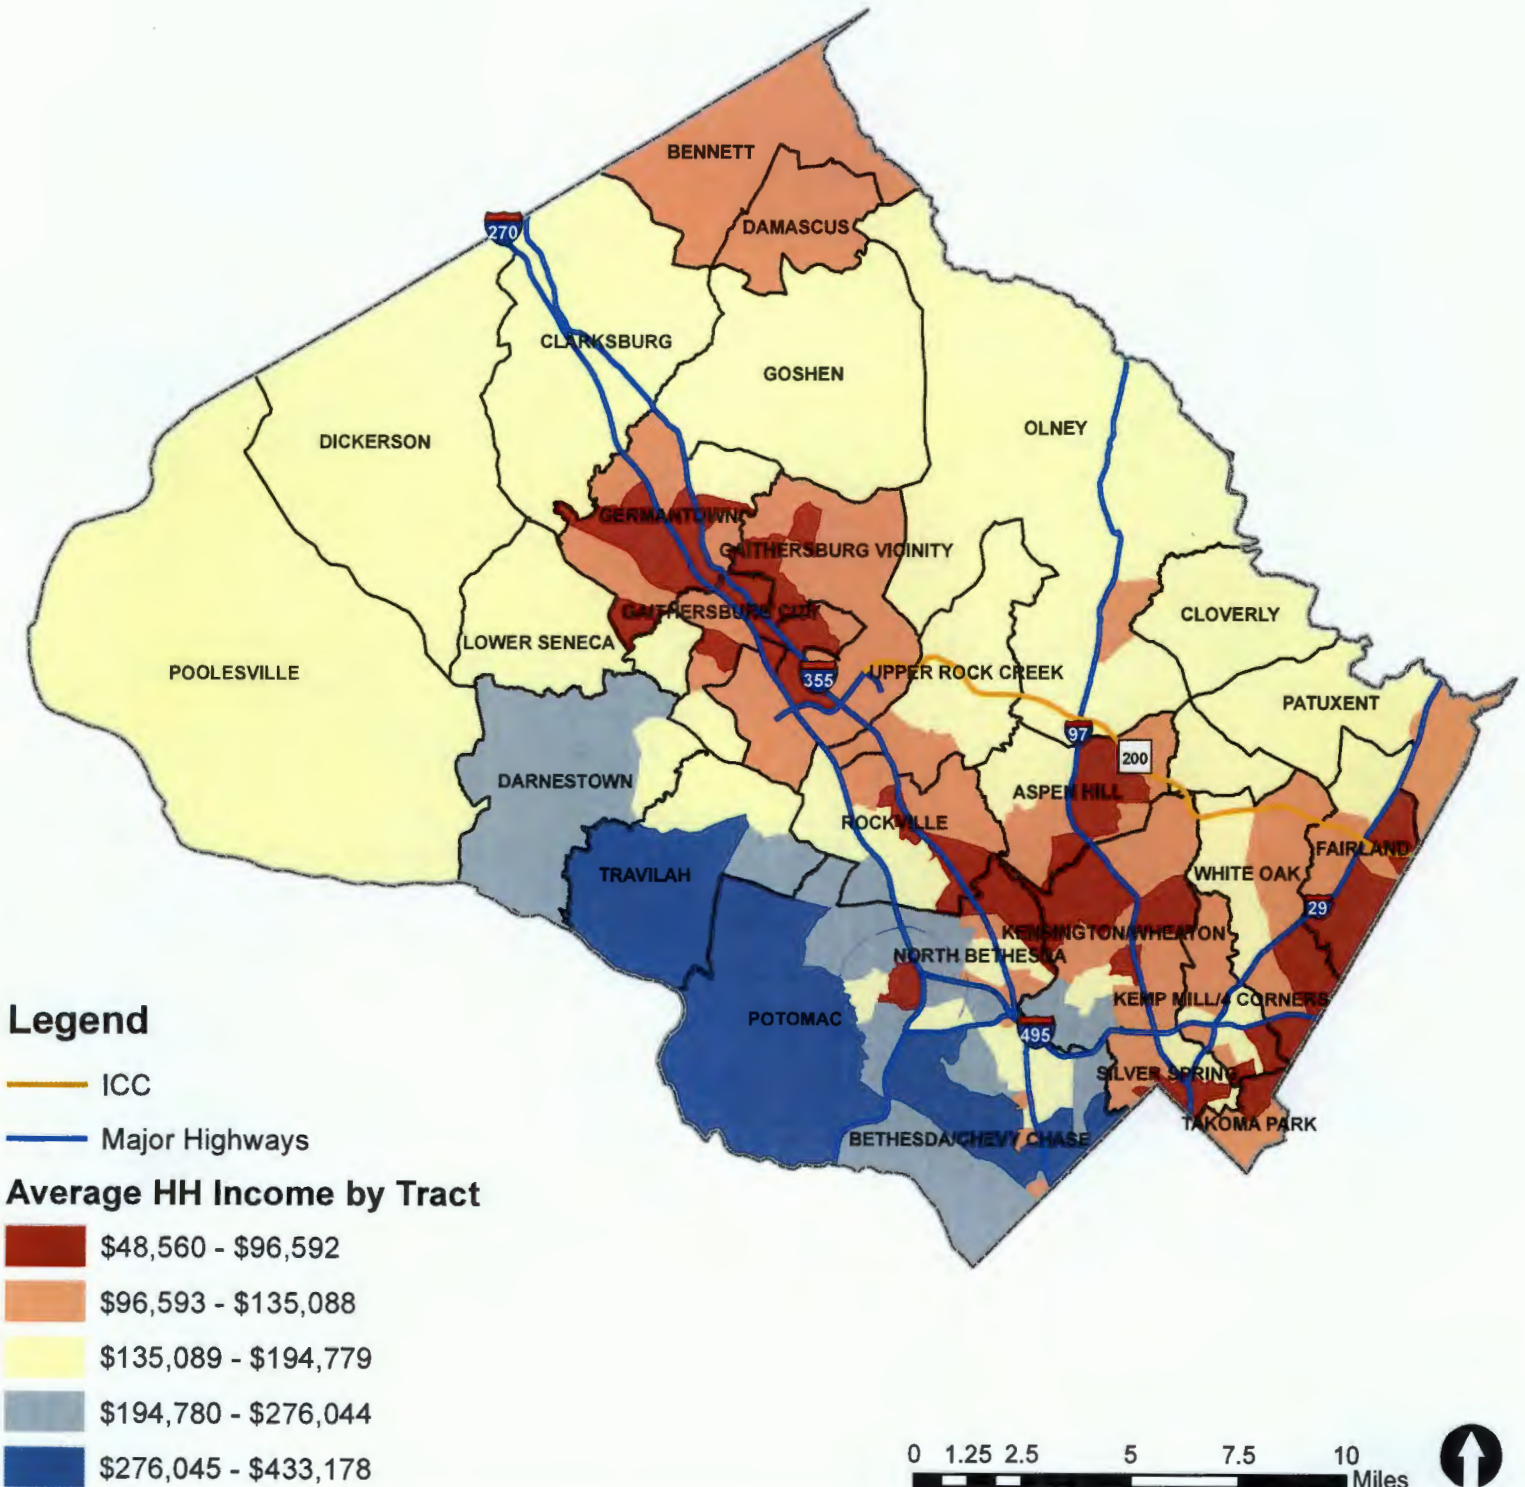 BENNETT
DAMASCUS
270
CLARKSBURG
GOSHEN
OLNEY
DICKERSON
GERMANTOWN
GAITHERSBURG VICINITY
GAITHERSBURG CITY
CLOVERLY
LOWER SENECA
POOLESVILLE
355
UPPER ROCK CREEK
PATUXENT
97
200
DARNESTOWN
ASPEN HILL
ROCKVILLE
FAIRLAND
TRAVILAH
WHITE OAK
29
KENSINGTON/WHEATON
NORTH BETHESDA
KEMP MILL/4 CORNERS
POTOMAC
495
SILVER SPRING
TAKOMA PARK
BETHESDA/CHEVY CHASE
Legend
ICC
Major Highways
Average HH Income by Tract
$48,560 - $96,592
$96,593 - $135,088
$135,089 - $194,779
$194,780 - $276,044
$276,045 - $433,178
0 1.25 2.5 5 7.5 10
Miles